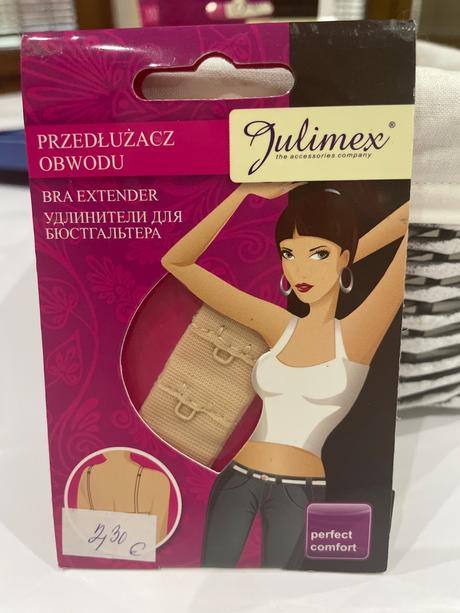 PRZEDŁUŻACZ
OBWODU
BRA EXTENDER
УДЛИНИТЕЛИ ДЛЯ
БЮСТГАЛЬТЕРА
Julimex®
the accessories company
2,30
€
perfect
comfort